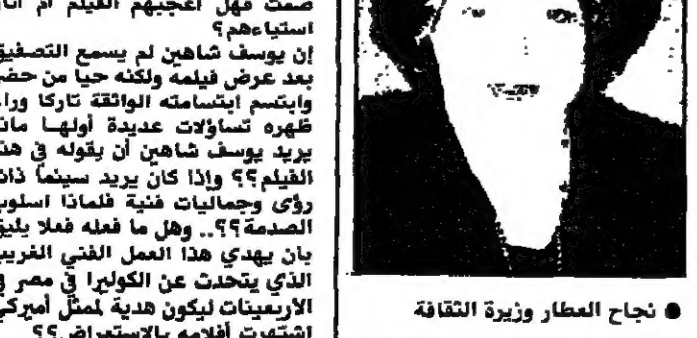 صمت فهل اعجبهم الفيلم ام اثار
استياءهم؟
إن يوسف شاهين لم يسمع التصفيق
بعد عرض فيلمه ولكنه حيا من حضر
وابتسم ابتسامته الواثقة تاركا وراء
ظهره تساؤلات عديدة أولها ماذا
يريد يوسف شاهين أن يقوله في هذا
الفيلم؟؟ وإذا كان يريد سينما ذات
رؤى وجماليات فنية فلماذا اسلوب
الصدمة؟؟.. وهل ما فعله فعلا يليق
بان يهدي هذا العمل الفني الغريب
الذي يتحدث عن الكوليرا في مصر في
الاربعينات ليكون هدية لممثل أميركي
اشتهرت أفلامه بالاستعراض؟؟
● نجاح العطار وزيرة الثقافة